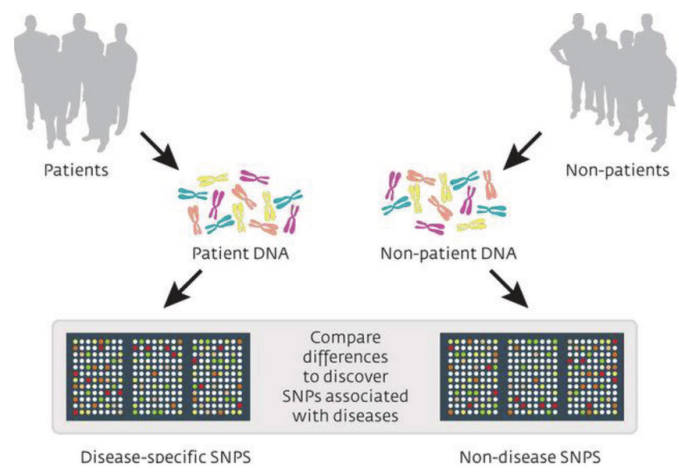 Patients
Non-patients
Patient DNA
Non-patient DNA
Compare
differences
to discover
SNPs associated
with diseases
Disease-specific SNPS
Non-disease SNPS